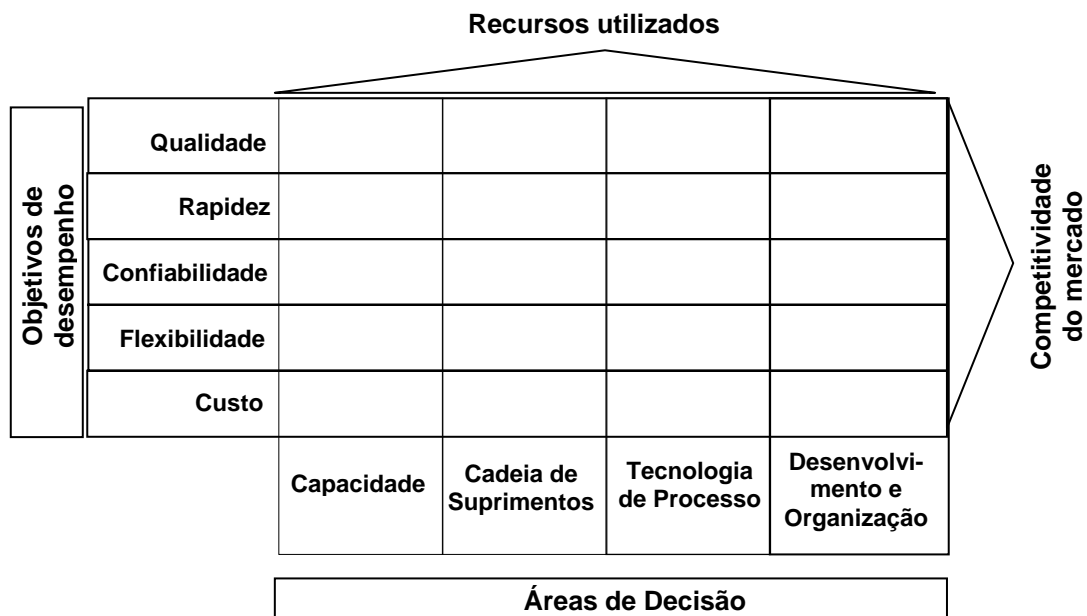 Recursos utilizados
Objetivos de
desempenho
Qualidade
Rapidez
Confiabilidade
Flexibilidade
Custo
Competitividade
do mercado
Capacidade
Cadeia de
Suprimentos
Tecnologia
de Processo
Desenvolvi-
mento e
Organização
Áreas de Decisão